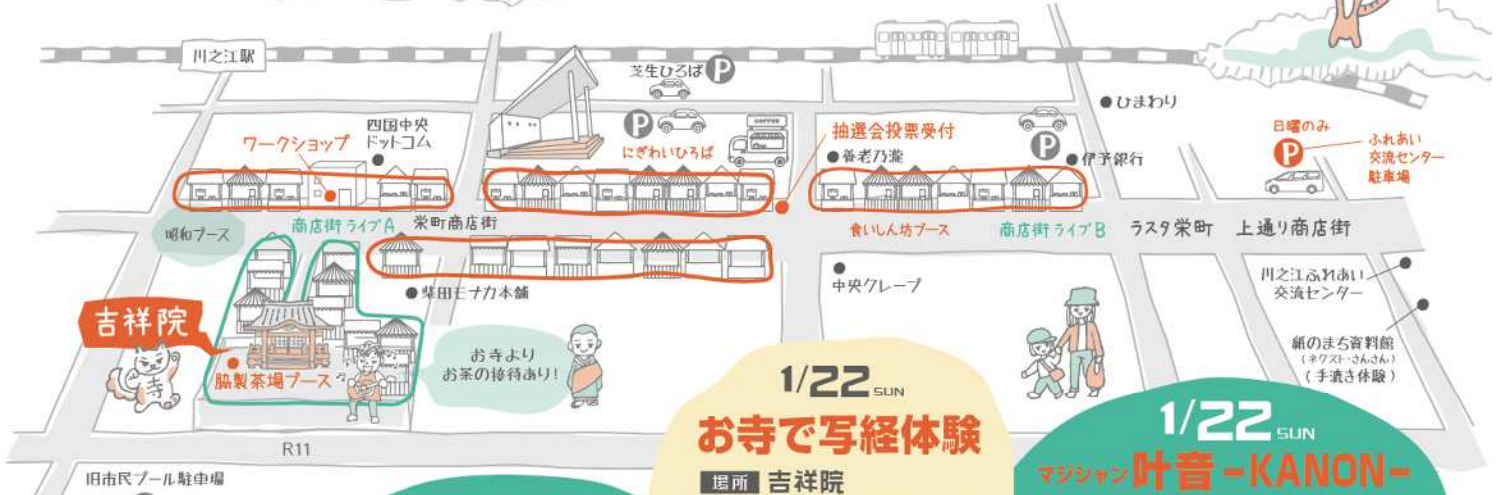 川之江駅
芝生ひろば P
P
にぎわいひろば
COFFEE
ワークショップ
四国中央
ドットコム
抽選会投票受付
養老乃瀧
P
伊予銀行
ひまわり
日曜のみ
P
ふれあい
交流センター
駐車場
昭和ブース
商店街ライブA
栄町商店街
食いしん坊ブース
商店街ライブB
ラスタ栄町
上通り商店街
柴田モナカ本舗
中央クレープ
川之江ふれあい
交流センター
紙のまち資料館
(ネクスト・さんさん)
(手漉き体験)
吉祥院
寺
脇製茶場ブース
お寺より
お茶の接待あり!
R11
旧市民プール駐車場
1/22 SUN
お寺で写経体験
場所 吉祥院
1/22 SUN
マジシャン 叶音-KANON-